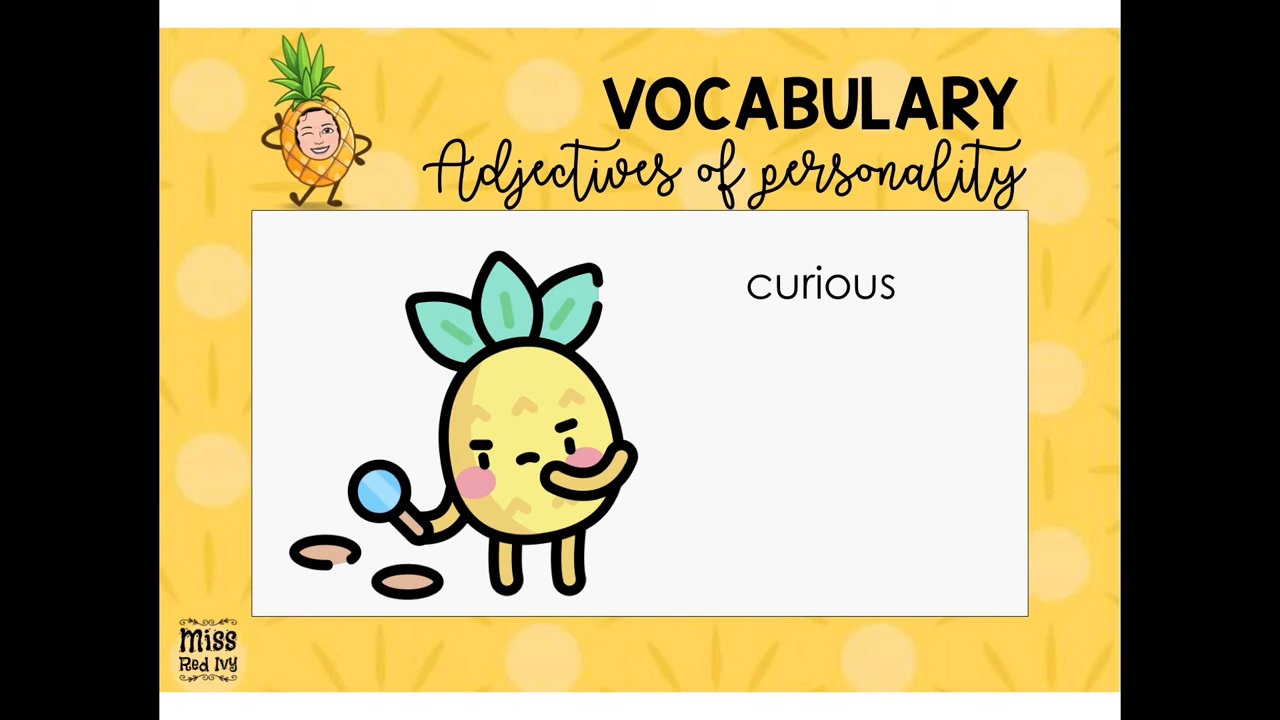 VOCABULARY
Adjectives of personality
curious
Miss
Red Ivy